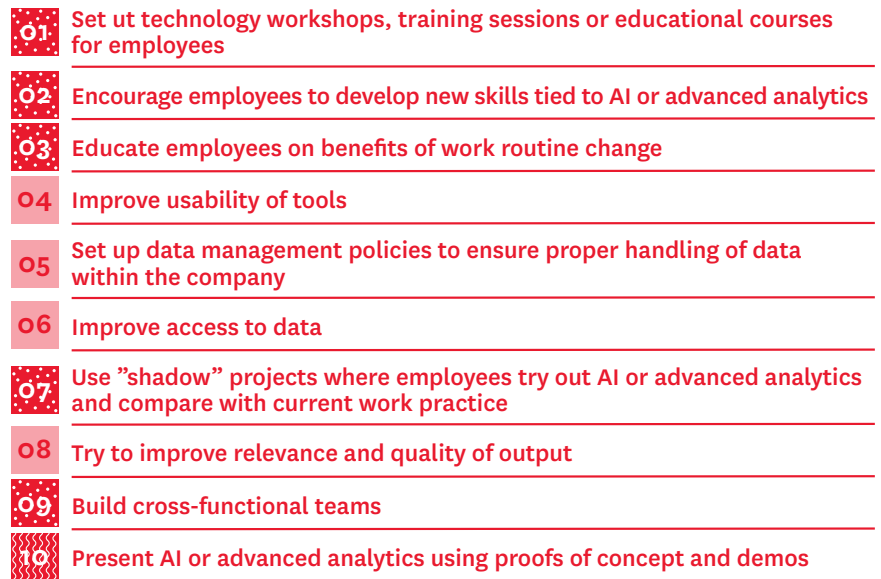 01 Set ut technology workshops, training sessions or educational courses
for employees
02 Encourage employees to develop new skills tied to AI or advanced analytics
03 Educate employees on benefits of work routine change
04 Improve usability of tools
05 Set up data management policies to ensure proper handling of data
within the company
06 Improve access to data
07 Use ”shadow” projects where employees try out AI or advanced analytics
and compare with current work practice
08 Try to improve relevance and quality of output
09 Build cross-functional teams
10 Present AI or advanced analytics using proofs of concept and demos